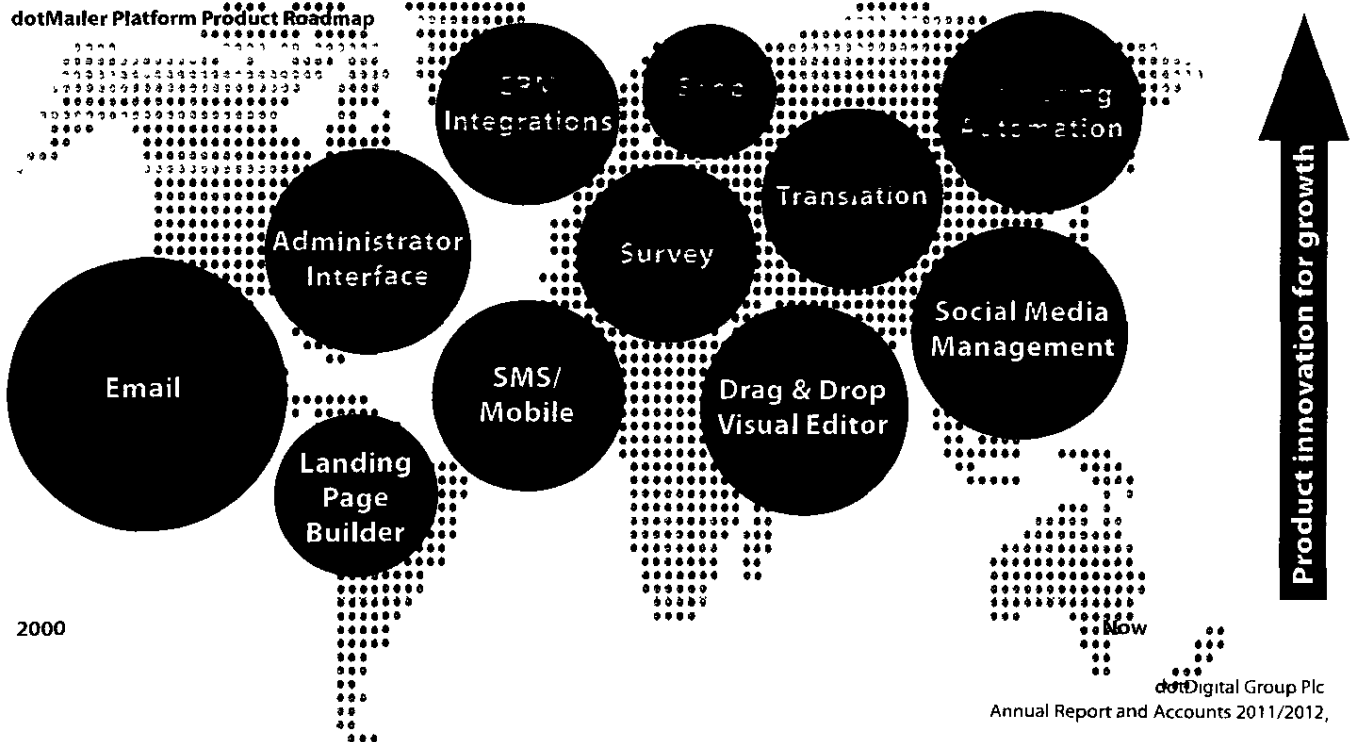 dotMailer Platform Product Roadmap
Integrations
Automation
Translation
Administrator
Interface
Survey
Social Media
Management
Email
SMS/
Mobile
Drag & Drop
Visual Editor
Landing
Page
Builder
Product innovation for growth
2000
Now
dotDigital Group Plc
Annual Report and Accounts 2011/2012,